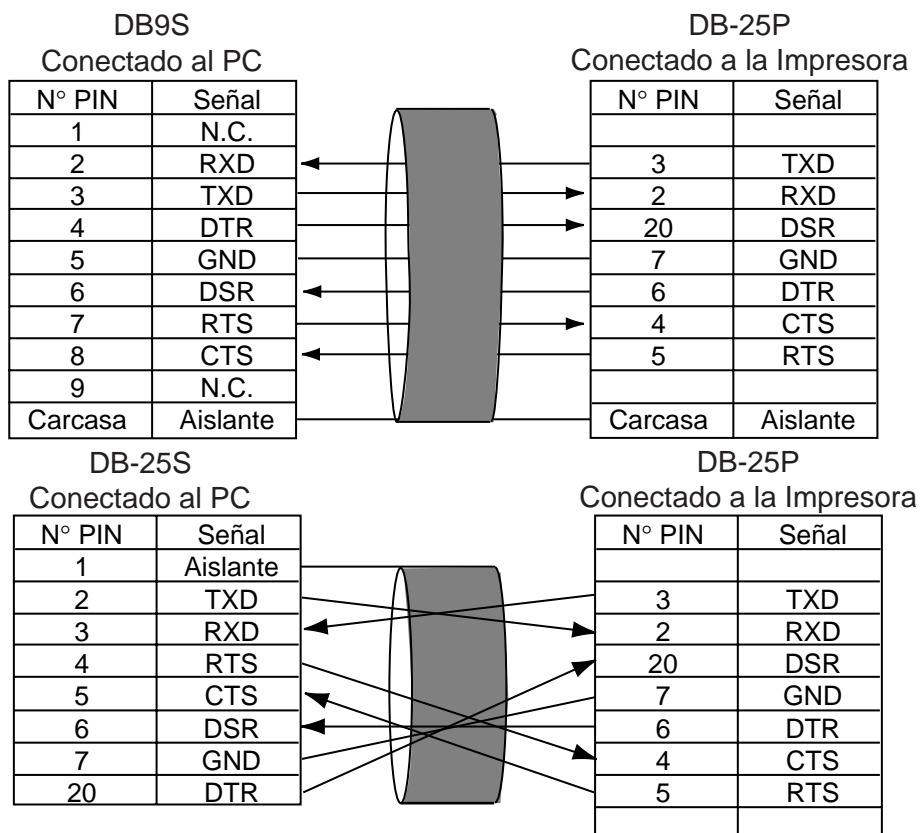 DB9S DB-25P
Conectado al PC Conectado a la Impresora
N° PIN Señal N° PIN Señal
1 N.C.
2 RXD 3 TXD
3 TXD 2 RXD
4 DTR 20 DSR
5 GND 7 GND
6 DSR 6 DTR
7 RTS 4 CTS
8 CTS 5 RTS
9 N.C.
Carcasa Aislante Carcasa Aislante
DB-25S DB-25P
Conectado al PC Conectado a la Impresora
N° PIN Señal N° PIN Señal
1 Aislante
2 TXD 3 TXD
3 RXD 2 RXD
4 RTS 20 DSR
5 CTS 7 GND
6 DSR 6 DTR
7 GND 4 CTS
20 DTR 5 RTS